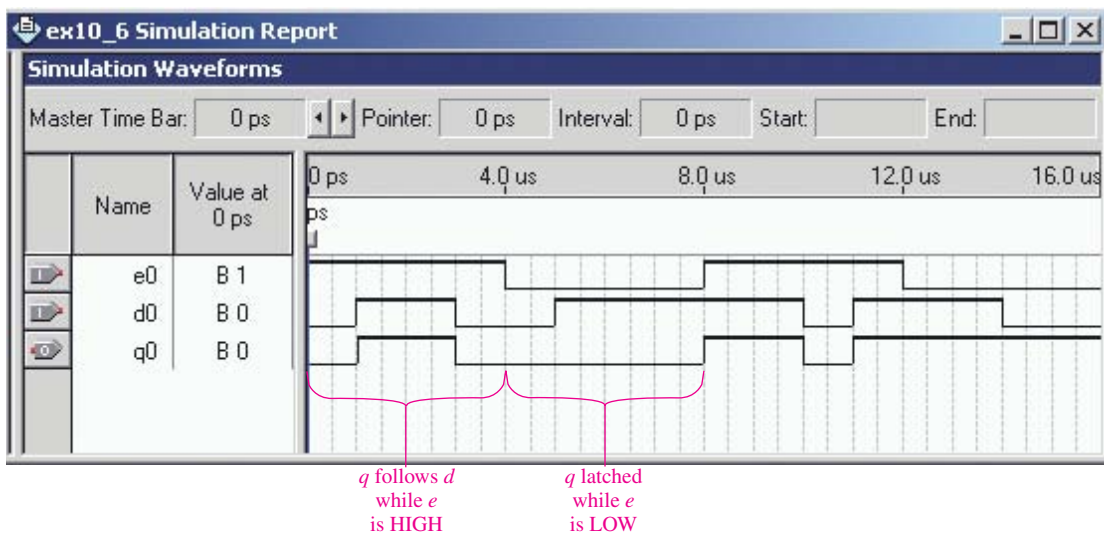 ex10_6 Simulation Report
Simulation Waveforms
Master Time Bar: 0 ps Pointer: 0 ps Interval: 0 ps Start: End:
Name Value at 0 ps
0 ps 4.0 us 8.0 us 12.0 us 16.0 us
ps
e0 B 1
d0 B 0
q0 B 0
q follows d
while e
is HIGH
q latched
while e
is LOW